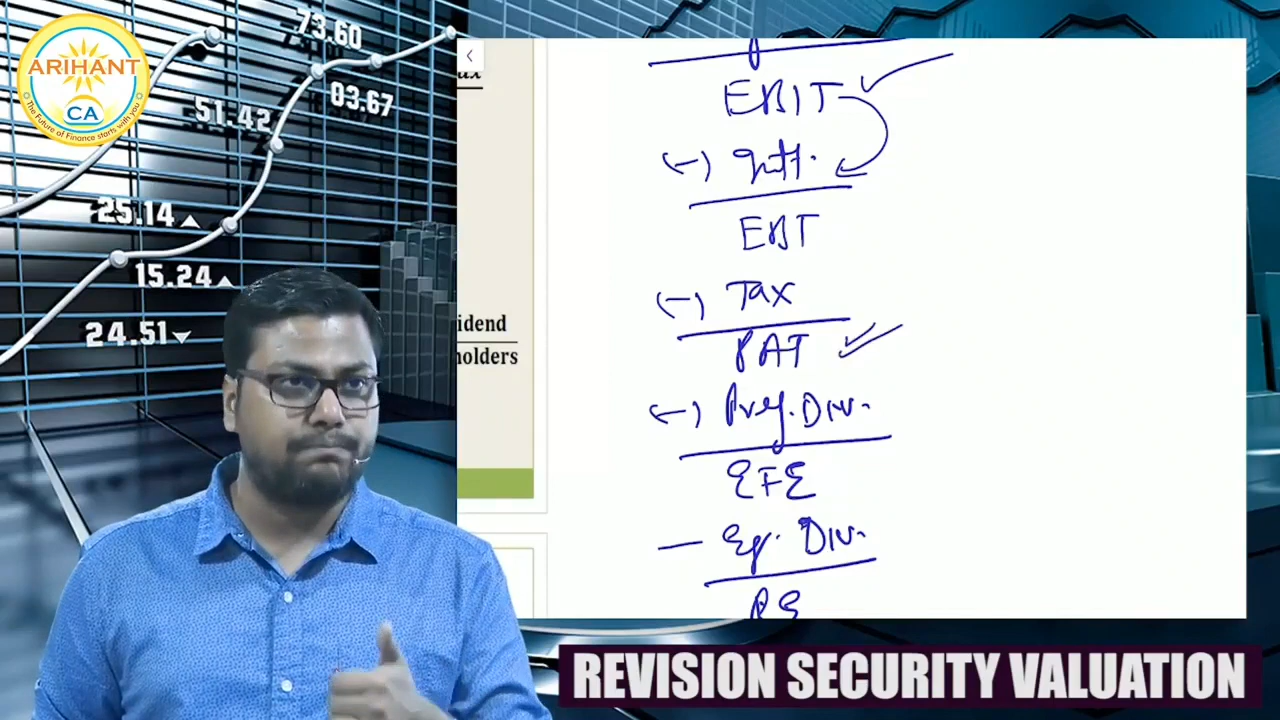 ARIHANT
CA
The Future of Finance starts with you
73.60
51.42
03.67
25.14
15.24
24.51
idend
holders
EBIT
(-) Intt.
EBT
(-) Tax
PAT
(-) Pref. Div.
EFE
- Eq. Div.
RE
REVISION SECURITY VALUATION